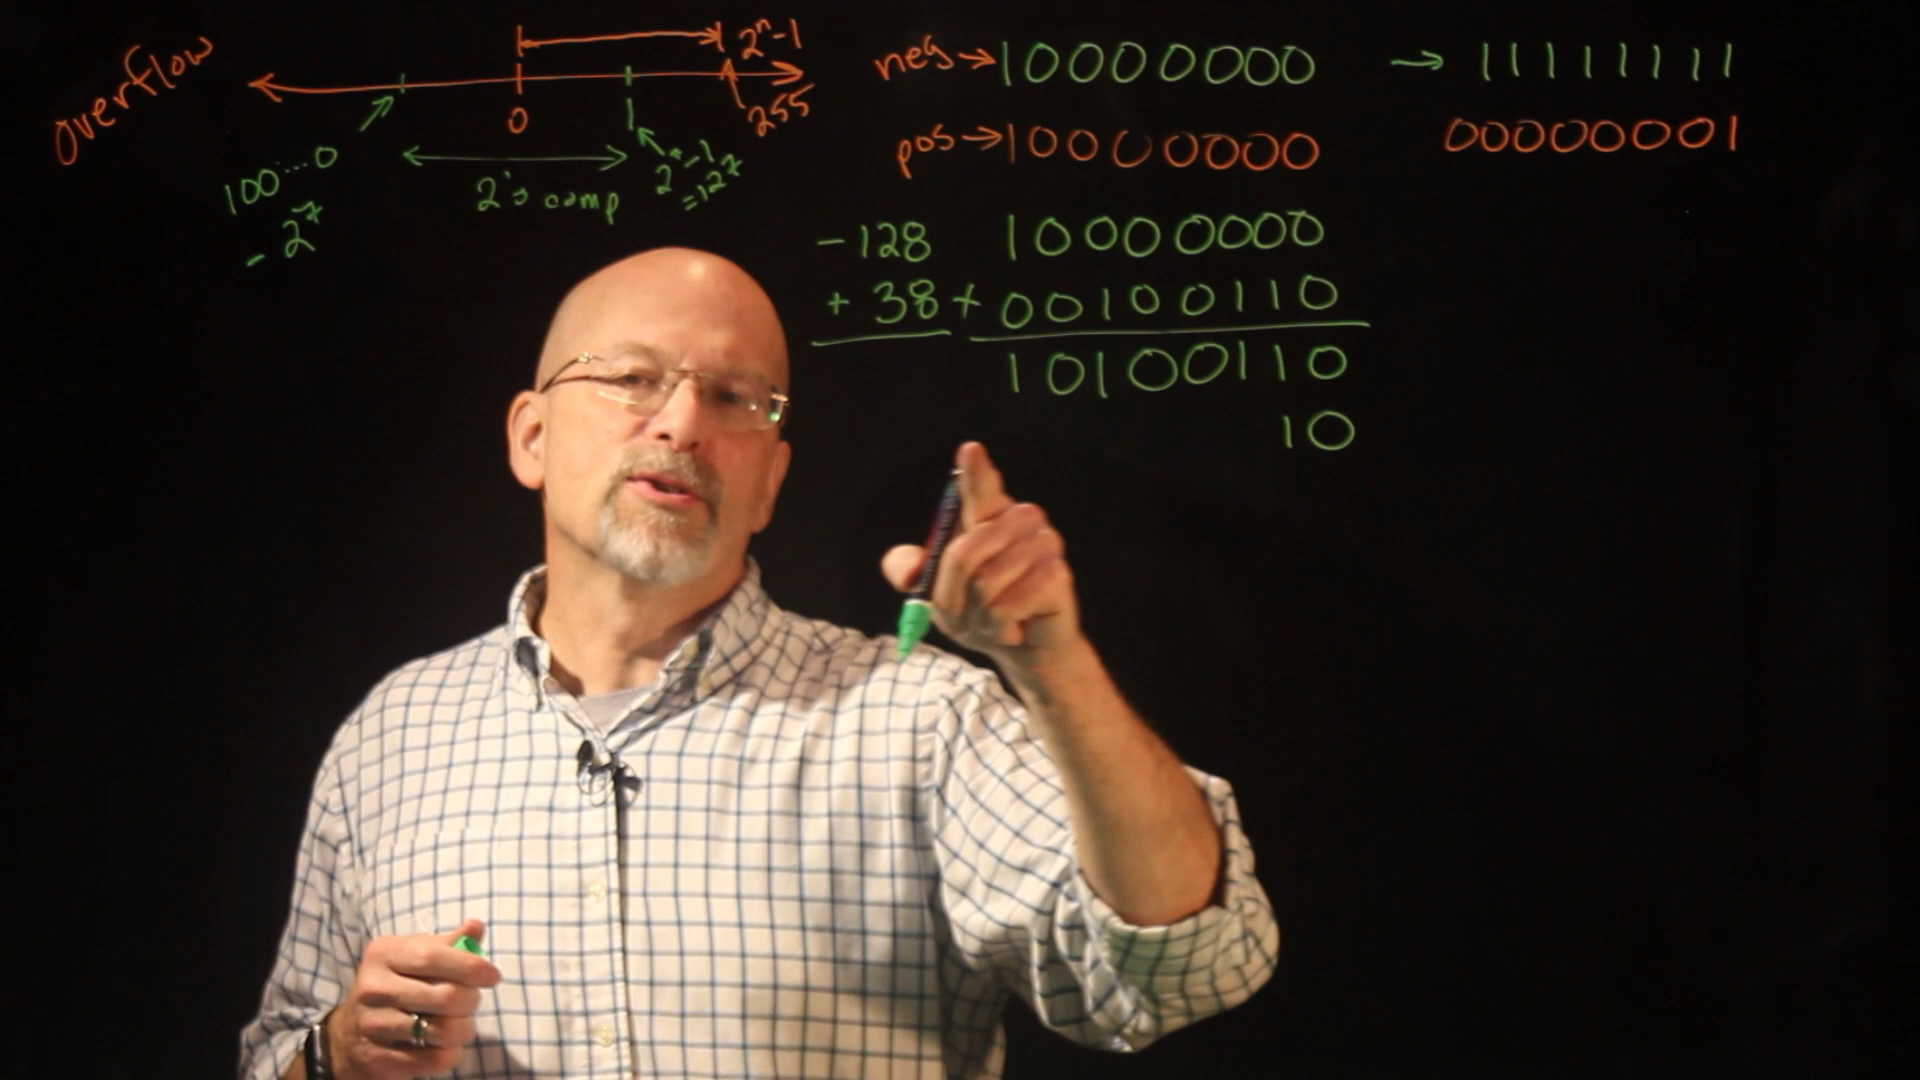 overflow
2ⁿ-1
0
255
100...0
-2⁷
2's comp
2ⁿ-1
=127
neg→10000000 → 11111111
pos→10000000 00000001
-128 10000000
+ 38 + 00100110
10100110
10